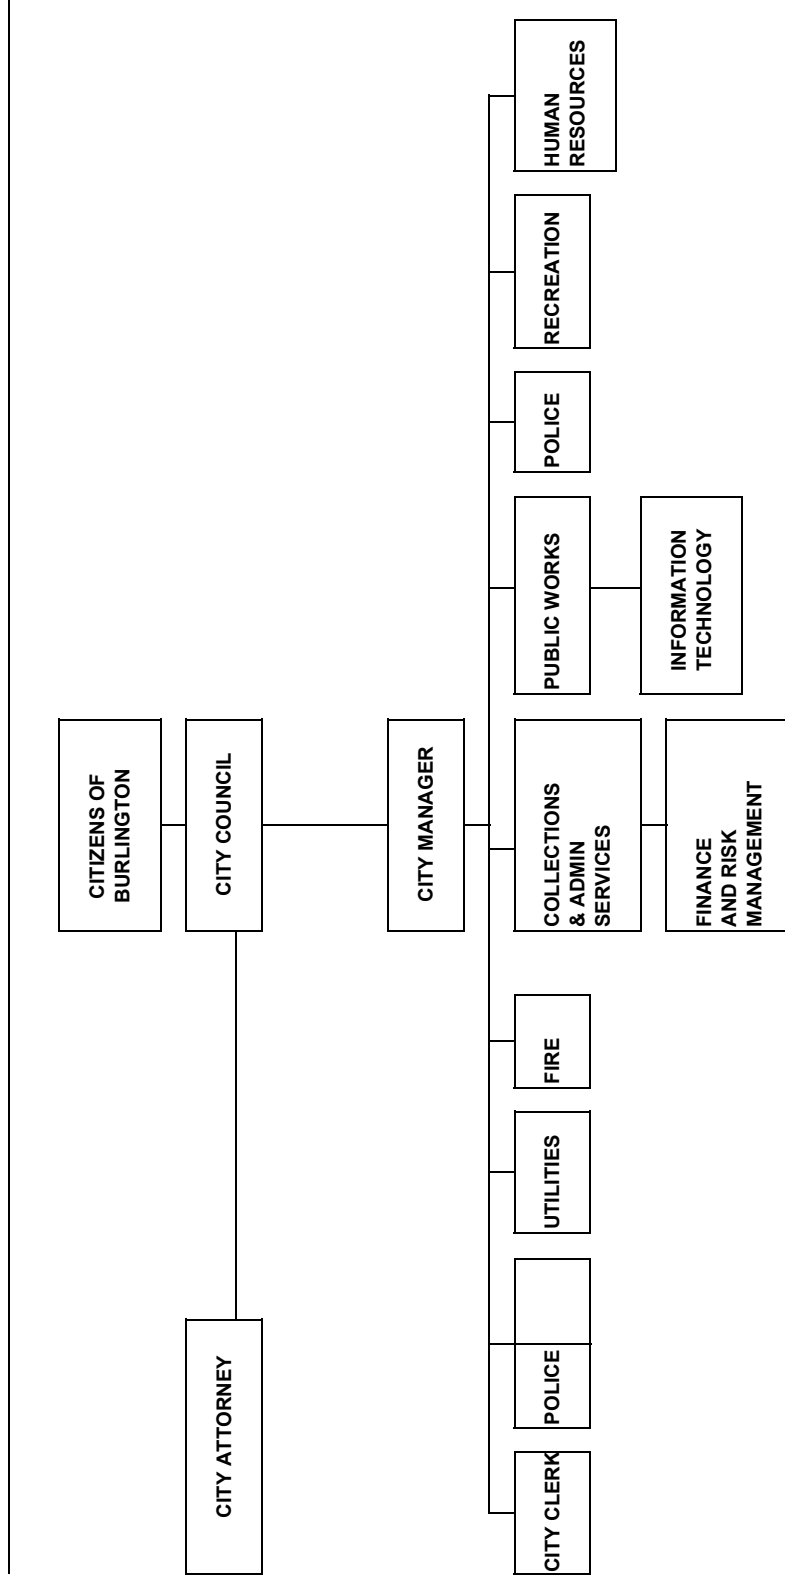 CITIZENS OF
BURLINGTON
CITY ATTORNEY
CITY COUNCIL
CITY MANAGER
CITY CLERK
POLICE
UTILITIES
FIRE
COLLECTIONS
& ADMIN
SERVICES
PUBLIC WORKS
POLICE
RECREATION
HUMAN
RESOURCES
FINANCE
AND RISK
MANAGEMENT
INFORMATION
TECHNOLOGY